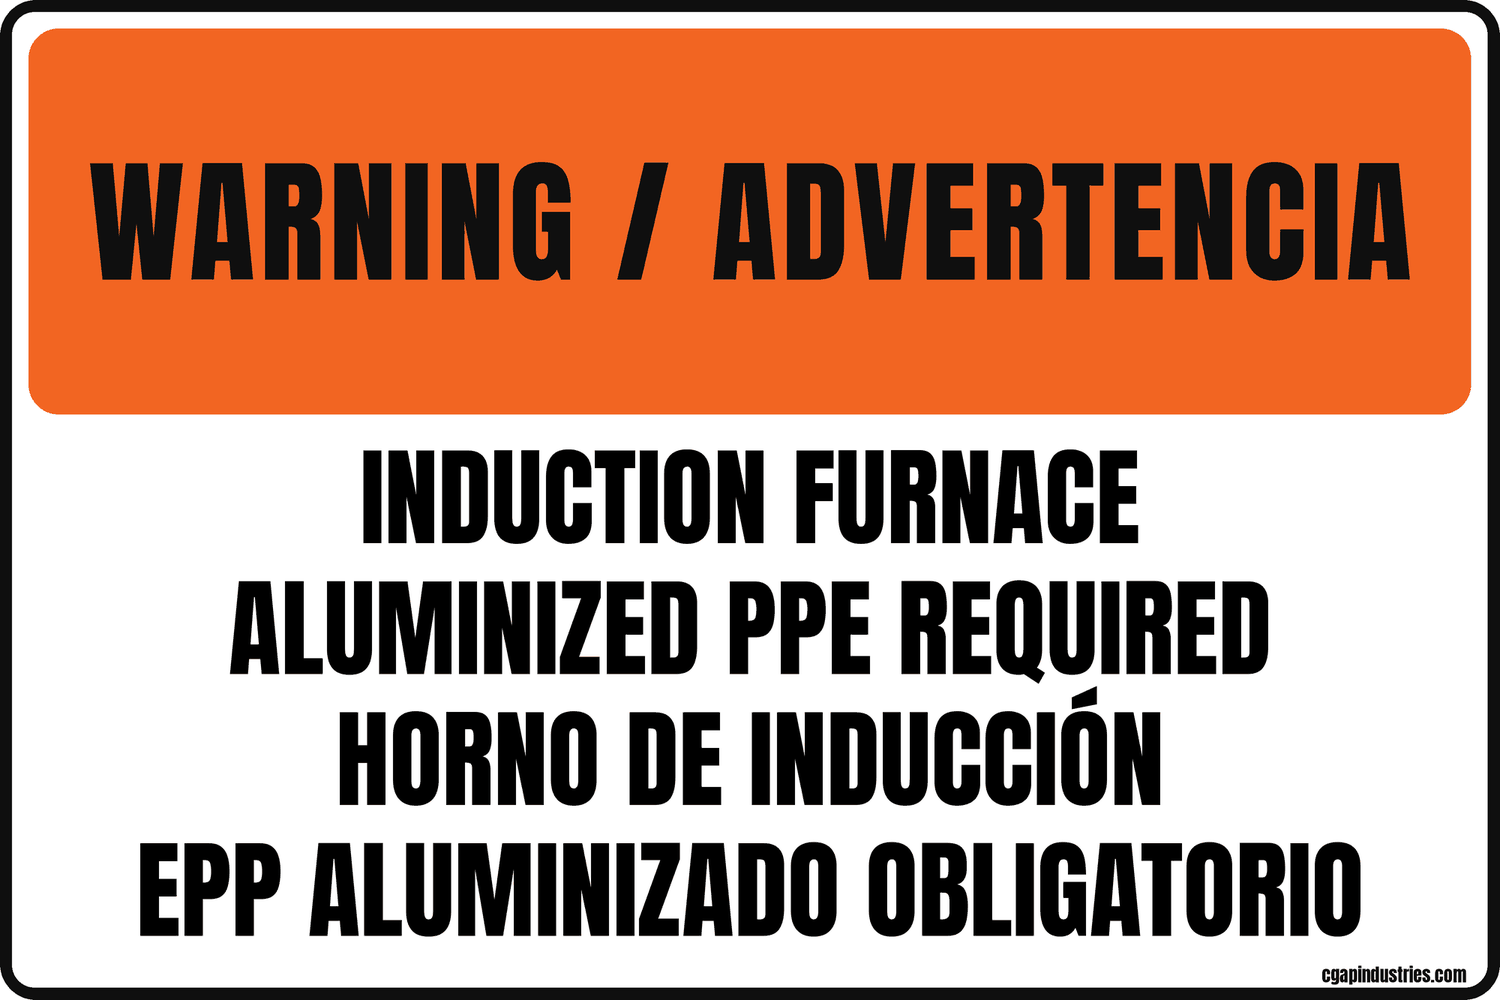 WARNING / ADVERTENCIA
INDUCTION FURNACE
ALUMINIZED PPE REQUIRED
HORNO DE INDUCCIÓN
EPP ALUMINIZADO OBLIGATORIO
cgapindustries.com